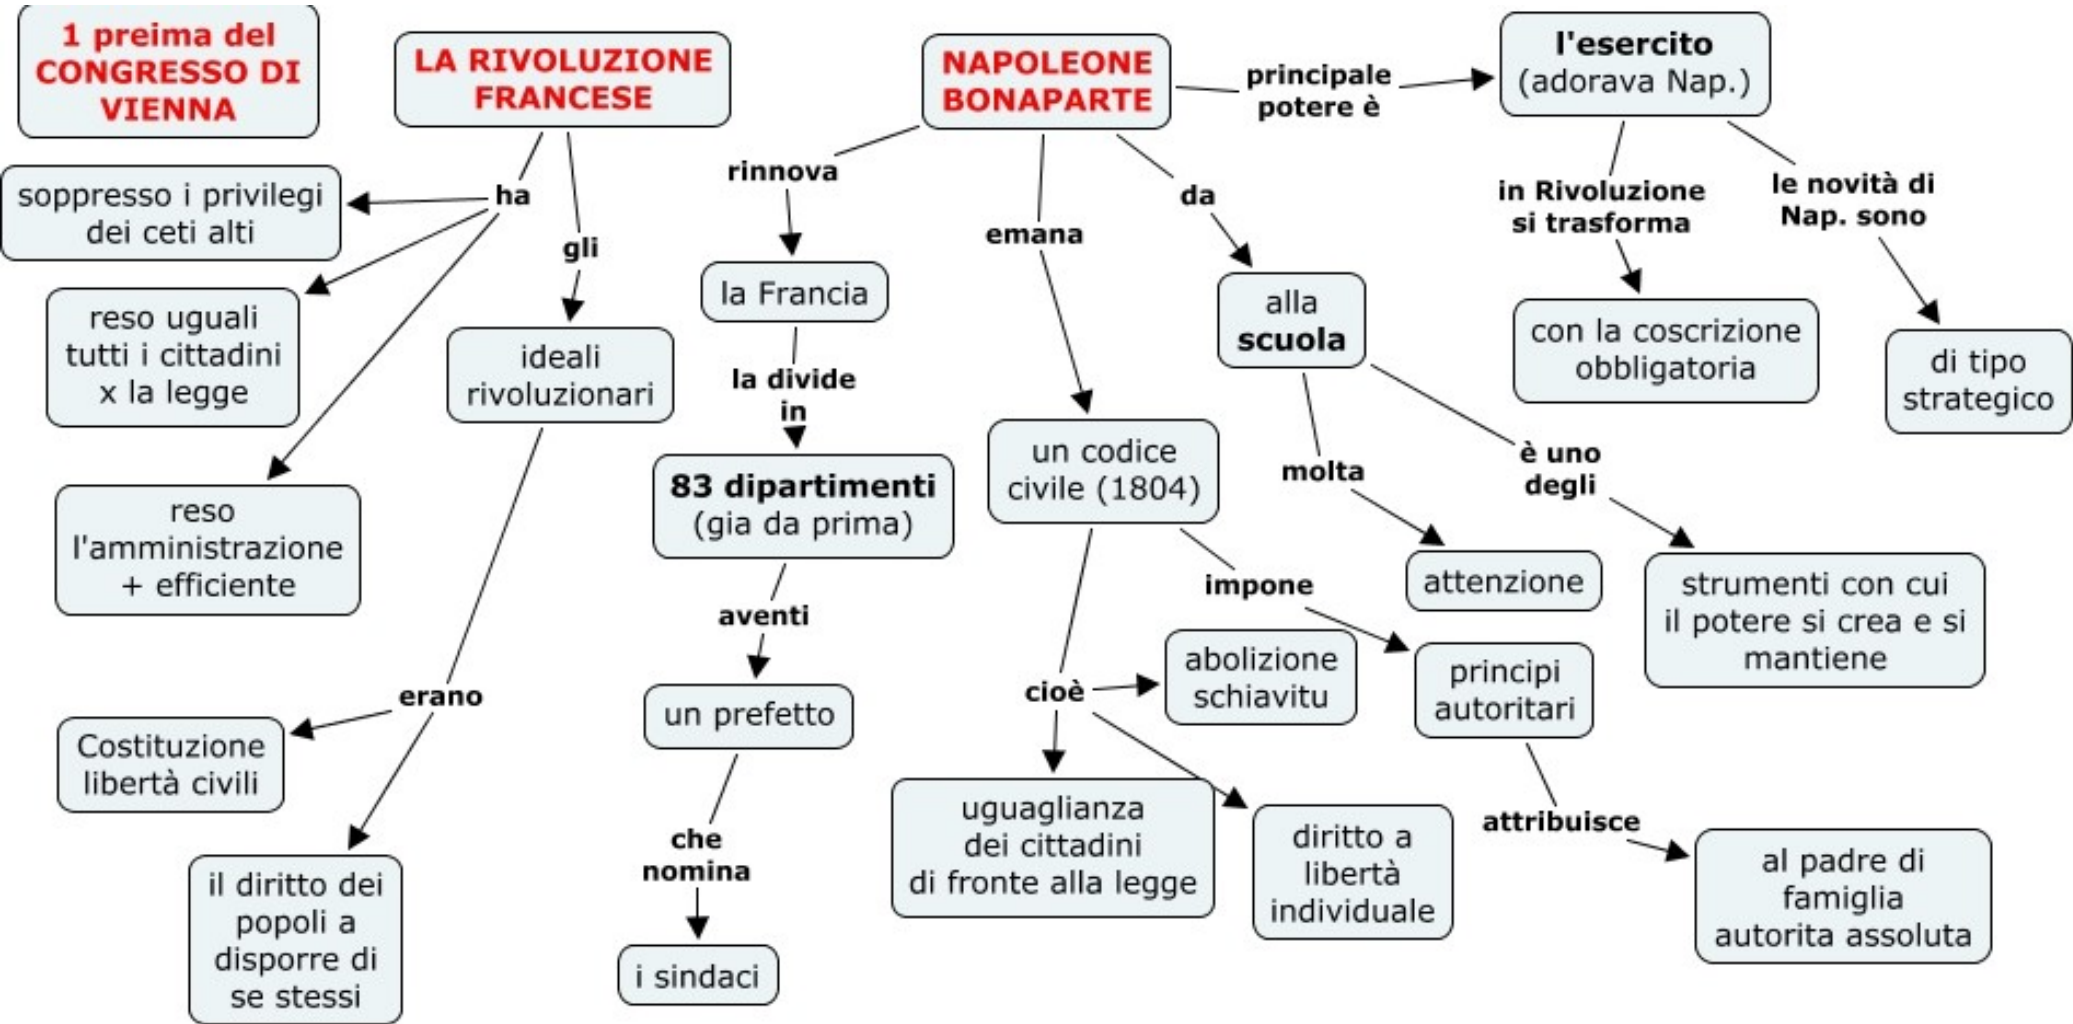 1 preima del
CONGRESSO DI
VIENNA
LA RIVOLUZIONE
FRANCESE
ha
soppresso i privilegi
dei ceti alti
reso uguali
tutti i cittadini
x la legge
reso
l'amministrazione
+ efficiente
gli
ideali
rivoluzionari
erano
Costituzione
libertà civili
il diritto dei
popoli a
disporre di
se stessi
NAPOLEONE
BONAPARTE
rinnova
la Francia
la divide
in
83 dipartimenti
(gia da prima)
aventi
un prefetto
che
nomina
i sindaci
emana
un codice
civile (1804)
cioè
abolizione
schiavitu
uguaglianza
dei cittadini
di fronte alla legge
diritto a
libertà
individuale
impone
principi
autoritari
attribuisce
al padre di
famiglia
autorita assoluta
da
alla
scuola
molta
attenzione
è uno
degli
strumenti con cui
il potere si crea e si
mantiene
principale
potere è
l'esercito
(adorava Nap.)
in Rivoluzione
si trasforma
con la coscrizione
obbligatoria
le novità di
Nap. sono
di tipo
strategico